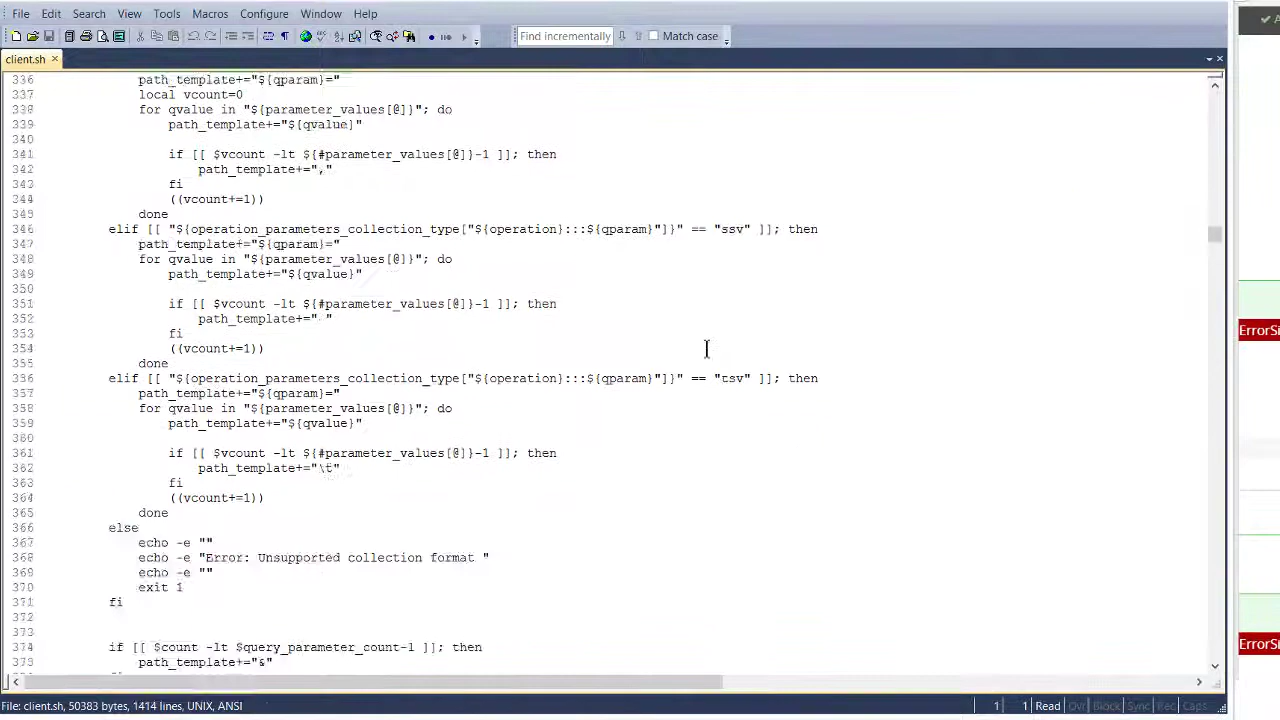 File Edit Search View Tools Macros Configure Window Help
Find incrementally Match case
client.sh
336 path_template+="${qparam}="
337 local vcount=0
338 for qvalue in "${parameter_values[@]}"; do
339 path_template+="${qvalue}"
340
341 if [[ $vcount -lt ${#parameter_values[@]}-1 ]]; then
342 path_template+=","
343 fi
344 ((vcount+=1))
345 done
346 elif [[ "${operation_parameters_collection_type["${operation}:::${qparam}"]}" == "ssv" ]]; then
347 path_template+="${qparam}="
348 for qvalue in "${parameter_values[@]}"; do
349 path_template+="${qvalue}"
350
351 if [[ $vcount -lt ${#parameter_values[@]}-1 ]]; then
352 path_template+=" "
353 fi
354 ((vcount+=1))
355 done
356 elif [[ "${operation_parameters_collection_type["${operation}:::${qparam}"]}" == "tsv" ]]; then
357 path_template+="${qparam}="
358 for qvalue in "${parameter_values[@]}"; do
359 path_template+="${qvalue}"
360
361 if [[ $vcount -lt ${#parameter_values[@]}-1 ]]; then
362 path_template+="\t"
363 fi
364 ((vcount+=1))
365 done
366 else
367 echo -e ""
368 echo -e "Error: Unsupported collection format "
369 echo -e ""
370 exit 1
371 fi
372
373
374 if [[ $count -lt $query_parameter_count-1 ]]; then
375 path_template+="&"
ErrorSi
ErrorSi
File: client.sh, 50383 bytes, 1414 lines, UNIX, ANSI 1 1 Read Ovr Block Sync Rec Caps